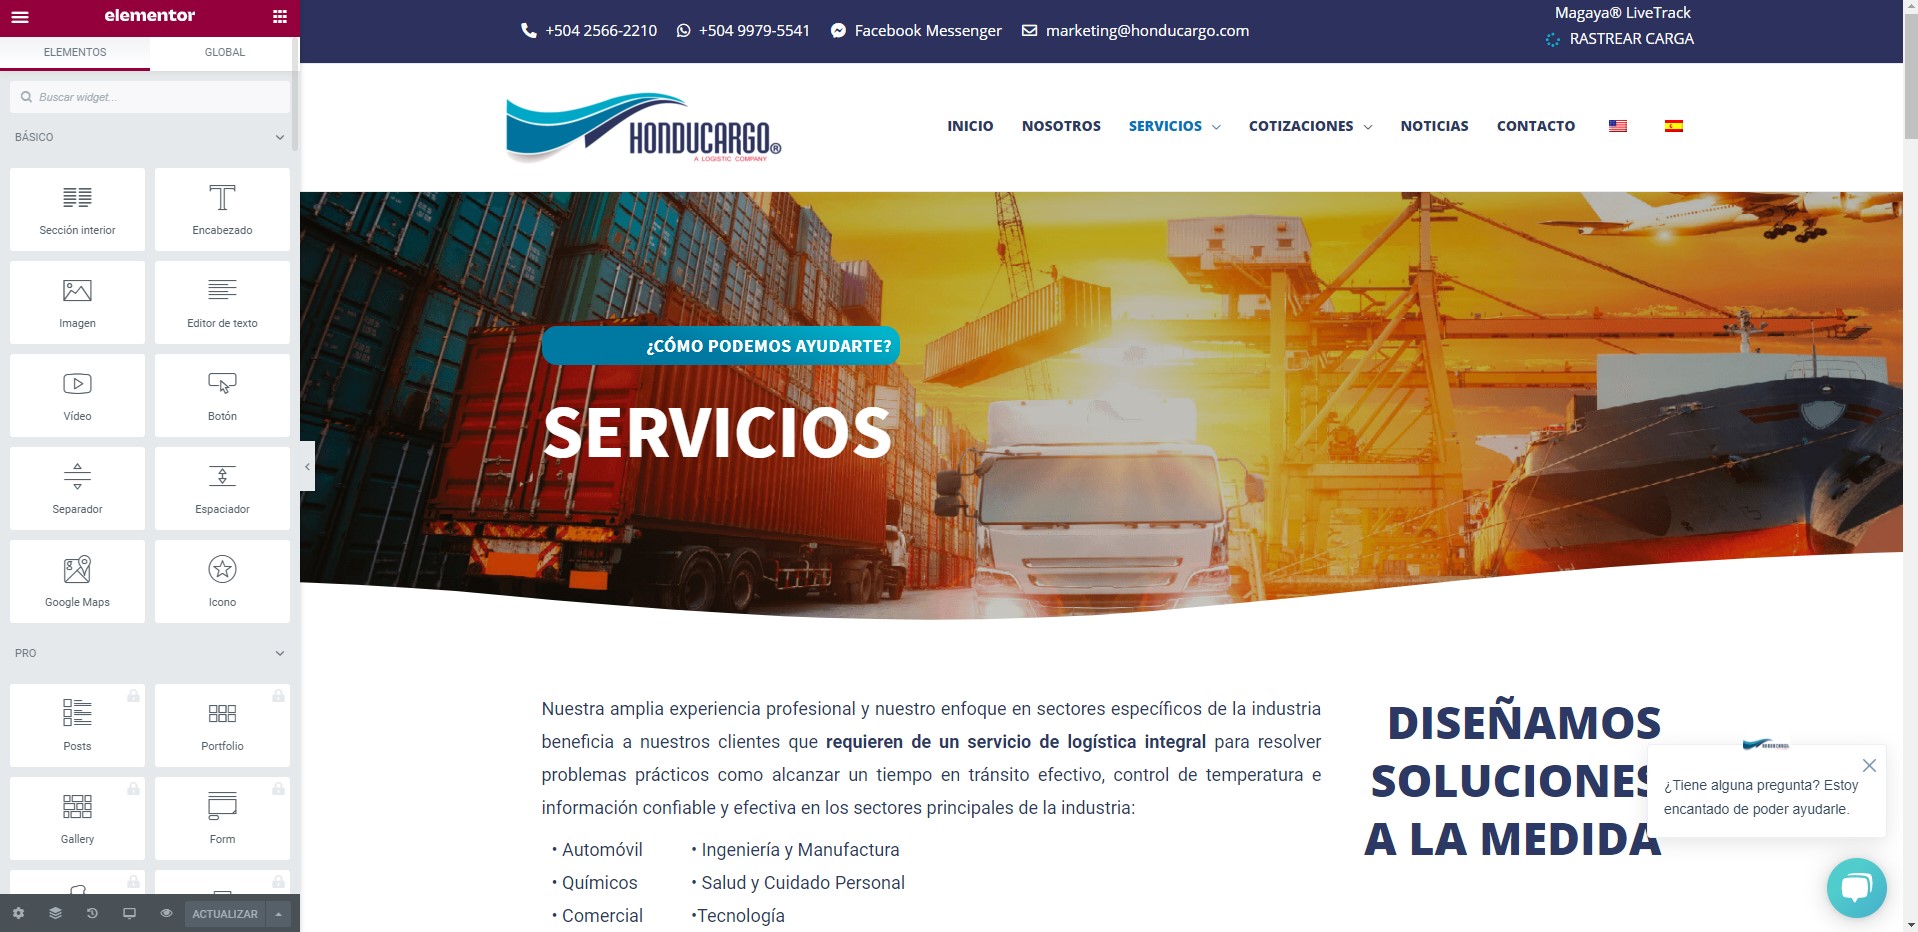 elementor
ELEMENTOS
GLOBAL
Buscar widget...
BÁSICO
Sección interior
Encabezado
Imagen
Editor de texto
Vídeo
Botón
Separador
Espaciador
Google Maps
Icono
PRO
Posts
Portfolio
Gallery
Form
ACTUALIZAR
+504 2566-2210
+504 9979-5541
Facebook Messenger
marketing@honducargo.com
Magaya® LiveTrack
RASTREAR CARGA
HONDUCARGO®
A LOGISTIC COMPANY
INICIO
NOSOTROS
SERVICIOS
COTIZACIONES
NOTICIAS
CONTACTO
¿CÓMO PODEMOS AYUDARTE?
SERVICIOS
Nuestra amplia experiencia profesional y nuestro enfoque en sectores específicos de la industria
beneficia a nuestros clientes que requieren de un servicio de logística integral para resolver
problemas prácticos como alcanzar un tiempo en tránsito efectivo, control de temperatura e
información confiable y efectiva en los sectores principales de la industria:
• Automóvil
• Químicos
• Comercial
• Ingeniería y Manufactura
• Salud y Cuidado Personal
•Tecnología
DISEÑAMOS
SOLUCIONES
A LA MEDIDA
HONDUCARGO
¿Tiene alguna pregunta? Estoy
encantado de poder ayudarle.